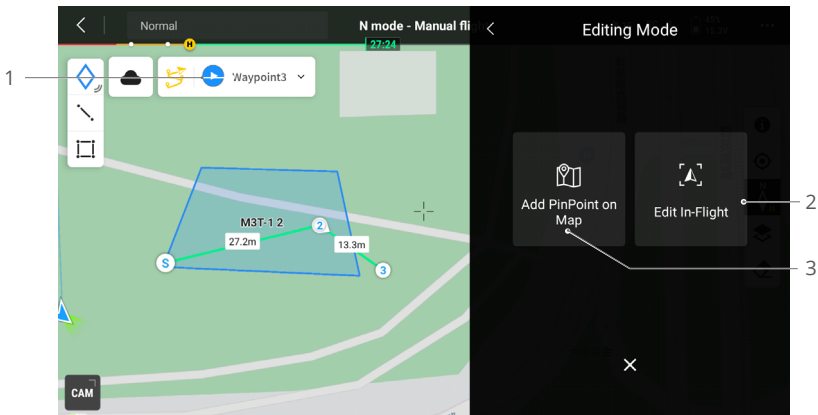 Normal
N mode - Manual fli
Editing Mode
H
27:24
1
Waypoint3
M3T-1 2
27.2m
2
13.3m
S
3
Add PinPoint on
Map
Edit In-Flight
2
3
CAM